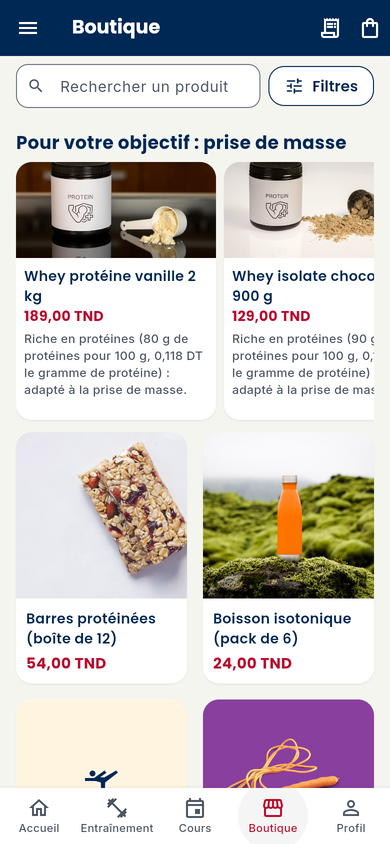 Boutique
Rechercher un produit
Filtres
Pour votre objectif : prise de masse
PROTEIN
PROTEIN
Whey protéine vanille 2
kg
189,00 TND
Riche en protéines (80 g de
protéines pour 100 g, 0,118 DT
le gramme de protéine) :
adapté à la prise de masse.
Whey isolate choco
900 g
129,00 TND
Riche en protéines (90 g
protéines pour 100 g, 0,
le gramme de protéine)
adapté à la prise de mas
Barres protéinées
(boîte de 12)
54,00 TND
Boisson isotonique
(pack de 6)
24,00 TND
Accueil
Entraînement
Cours
Boutique
Profil